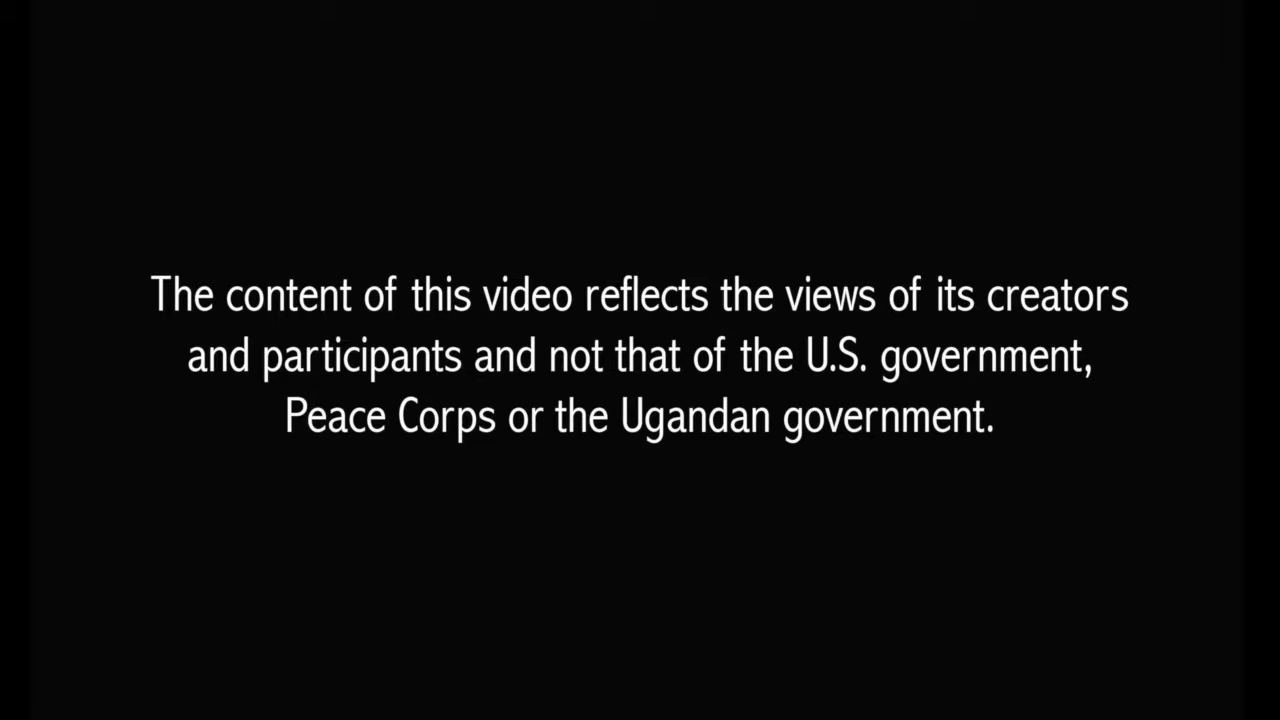 The content of this video reflects the views of its creators
and participants and not that of the U.S. government,
Peace Corps or the Ugandan government.